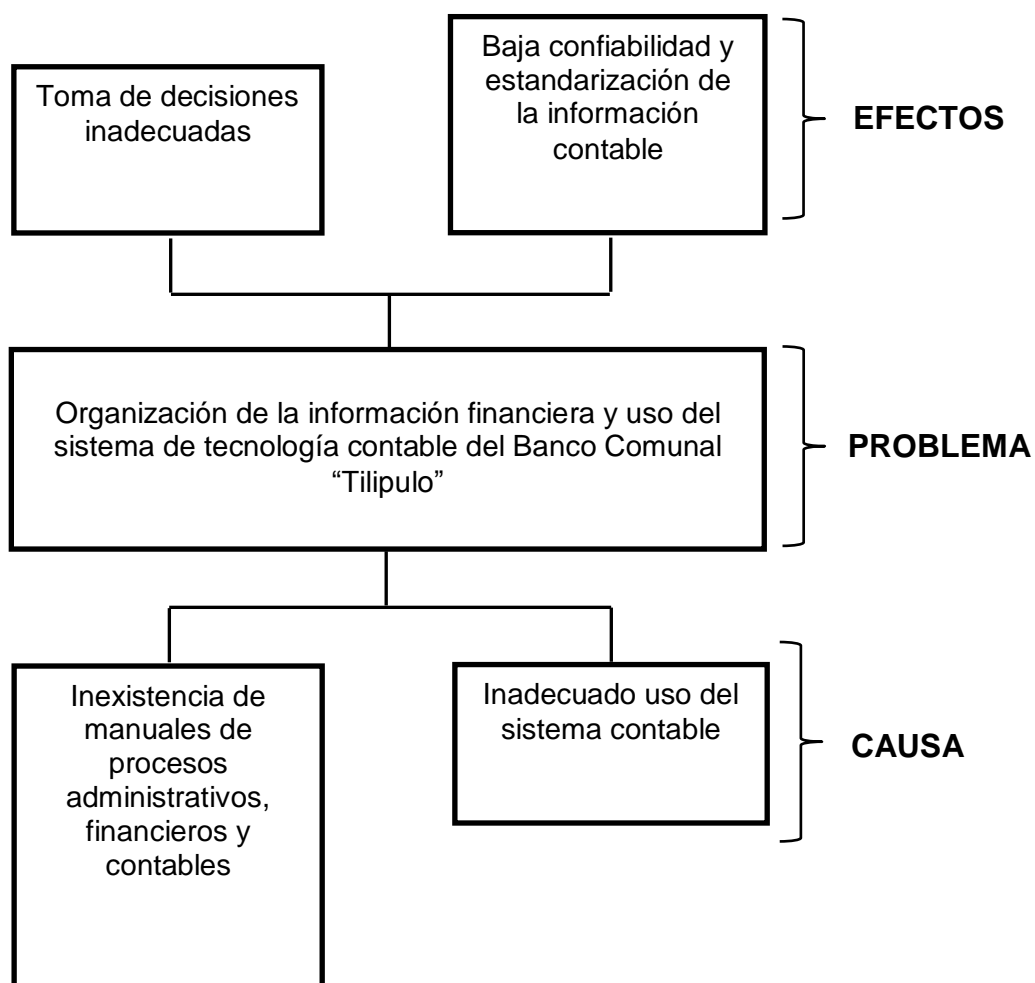 Toma de decisiones
inadecuadas
Baja confiabilidad y
estandarización de
la información
contable
EFECTOS
Organización de la información financiera y uso del
sistema de tecnología contable del Banco Comunal
“Tilipulo”
PROBLEMA
Inexistencia de
manuales de
procesos
administrativos,
financieros y
contables
Inadecuado uso del
sistema contable
CAUSA